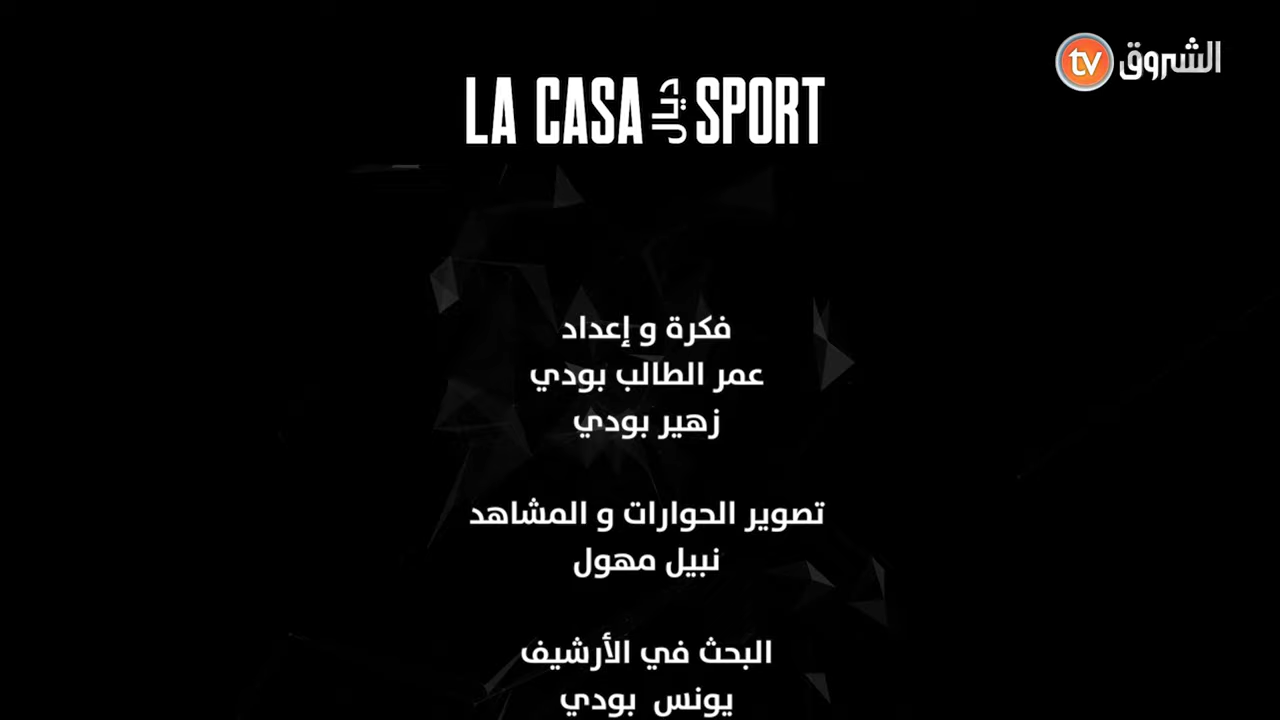 الشروق tv
LA CASA ديال SPORT
فكرة و إعداد
عمر الطالب بودي
زهير بودي
تصوير الحوارات و المشاهد
نبيل مهول
البحث في الأرشيف
يونس بودي